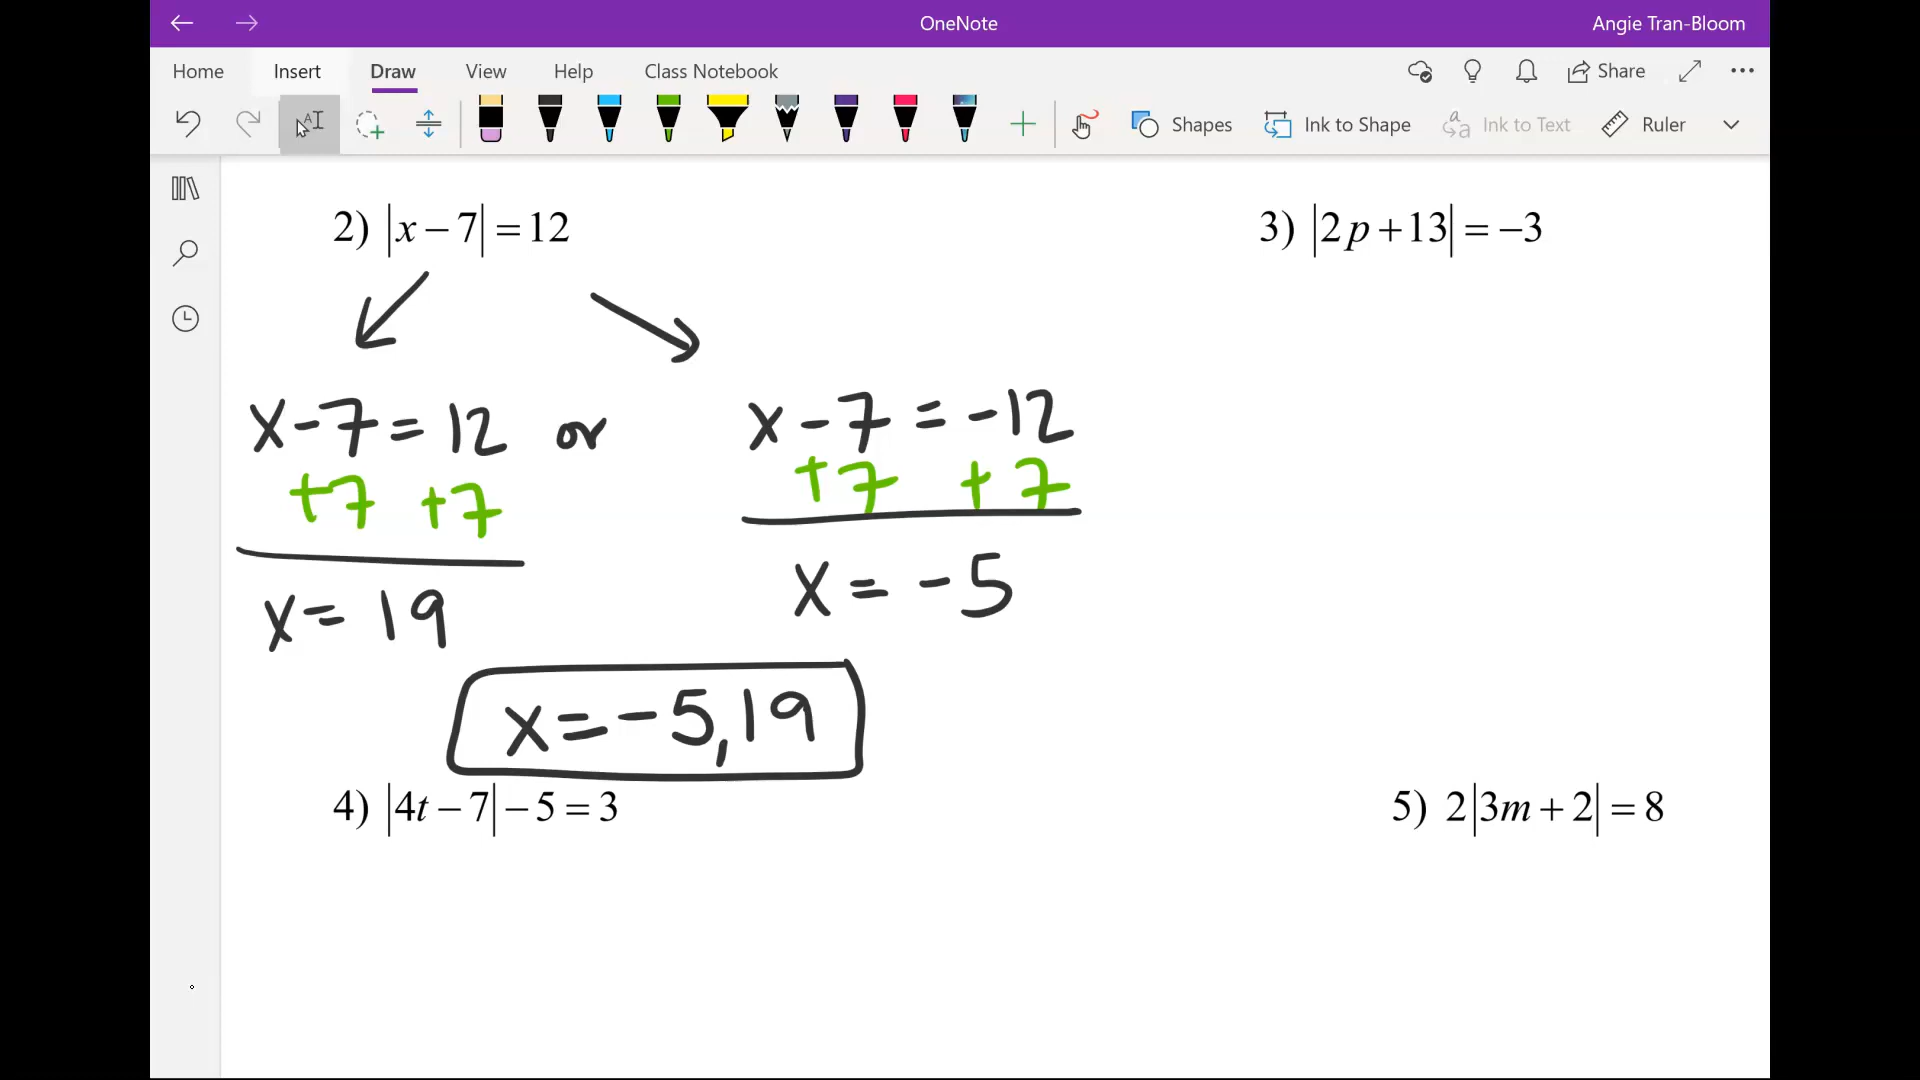 OneNote
Angie Tran-Bloom
Home Insert Draw View Help Class Notebook Share
Shapes Ink to Shape Ink to Text Ruler
2) |x − 7| = 12
3) |2p + 13| = −3
x - 7 = 12 or x - 7 = -12
+7 +7 +7 +7
x = 19 x = -5
x = -5, 19
4) |4t − 7| − 5 = 3
5) 2|3m + 2| = 8